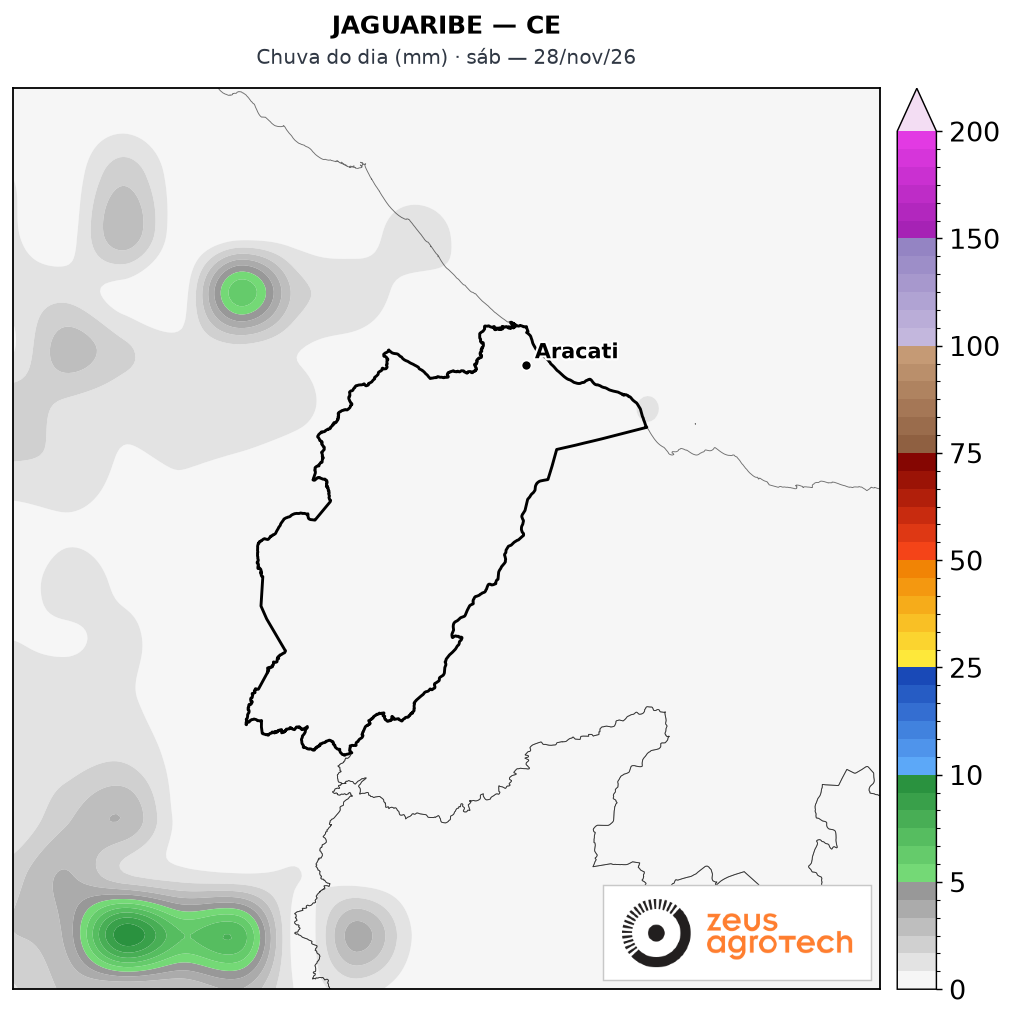 JAGUARIBE — CE
Chuva do dia (mm) · sáb — 28/nov/26
Aracati
200
150
100
75
50
25
10
5
0
zeus
agrotech